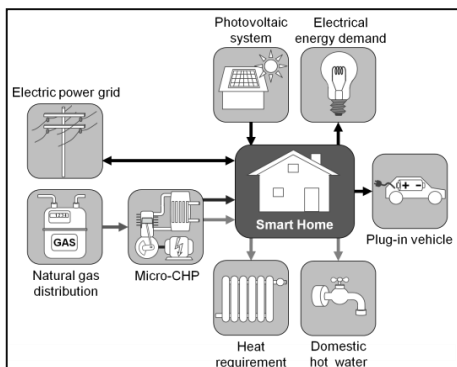 Photovoltaic
system
Electrical
energy demand
Electric power grid
GAS
Smart Home
Plug-in vehicle
Natural gas
distribution
Micro-CHP
Heat
requirement
Domestic
hot water